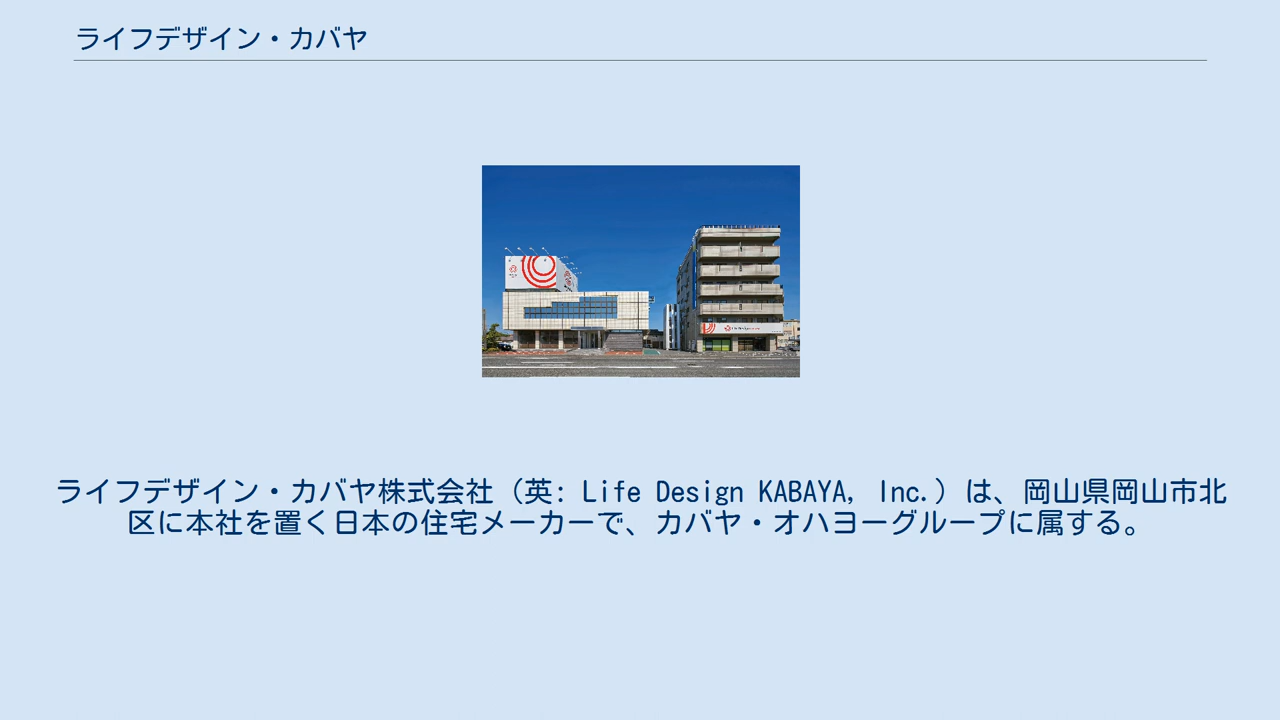 ライフデザイン・カバヤ
ライフデザイン・カバヤ株式会社（英: Life Design KABAYA, Inc.）は、岡山県岡山市北
区に本社を置く日本の住宅メーカーで、カバヤ・オハヨーグループに属する。